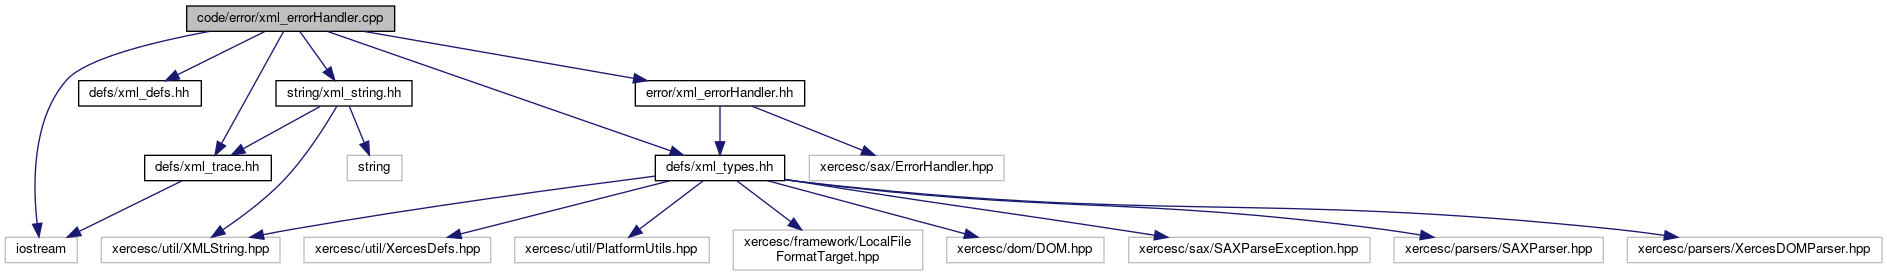 code/error/xml_errorHandler.cpp
defs/xml_defs.hh
string/xml_string.hh
error/xml_errorHandler.hh
defs/xml_trace.hh
string
defs/xml_types.hh
xercesc/sax/ErrorHandler.hpp
iostream
xercesc/util/XMLString.hpp
xercesc/util/XercesDefs.hpp
xercesc/util/PlatformUtils.hpp
xercesc/framework/LocalFile
FormatTarget.hpp
xercesc/dom/DOM.hpp
xercesc/sax/SAXParseException.hpp
xercesc/parsers/SAXParser.hpp
xercesc/parsers/XercesDOMParser.hpp